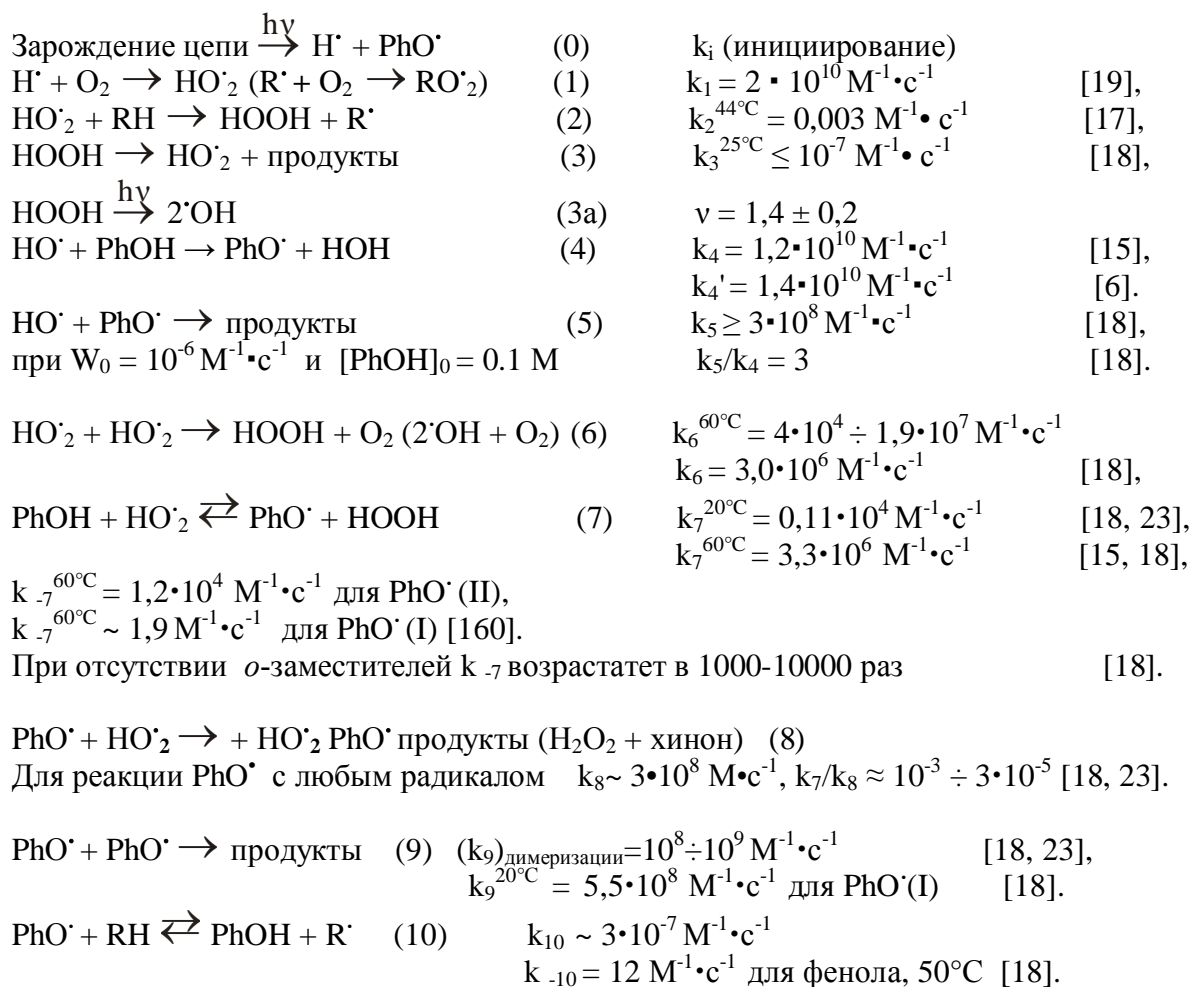 hν
Зарождение цепи → H˙ + PhO˙ (0) kᵢ (инициирование)
H˙ + O₂ → HO˙₂ (R˙ + O₂ → RO˙₂) (1) k₁ = 2 ▪ 10¹⁰ M⁻¹•c⁻¹ [19],
HO˙₂ + RH → HOOH + R˙ (2) k₂⁴⁴°ᶜ = 0,003 M⁻¹• c⁻¹ [17],
HOOH → HO˙₂ + продукты (3) k₃²⁵°ᶜ ≤ 10⁻⁷ M⁻¹• c⁻¹ [18],
hν
HOOH → 2˙OH (3a) ν = 1,4 ± 0,2
HO˙ + PhOH → PhO˙ + HOH (4) k₄ = 1,2▪10¹⁰ M⁻¹▪c⁻¹ [15],
k₄' = 1,4▪10¹⁰ M⁻¹▪c⁻¹ [6].
HO˙ + PhO˙ → продукты (5) k₅ ≥ 3▪10⁸ M⁻¹▪c⁻¹ [18],
при W₀ = 10⁻⁶ M⁻¹▪c⁻¹ и [PhOH]₀ = 0.1 M k₅/k₄ = 3 [18].
HO˙₂ + HO˙₂ → HOOH + O₂ (2˙OH + O₂) (6) k₆⁶⁰°ᶜ = 4•10⁴ ÷ 1,9•10⁷ M⁻¹•c⁻¹
k₆ = 3,0•10⁶ M⁻¹•c⁻¹ [18],
PhOH + HO˙₂ ⇄ PhO˙ + HOOH (7) k₇²⁰°ᶜ = 0,11•10⁴ M⁻¹•c⁻¹ [18, 23],
k₇⁶⁰°ᶜ = 3,3•10⁶ M⁻¹•c⁻¹ [15, 18],
k ₋₇⁶⁰°ᶜ = 1,2•10⁴ M⁻¹•c⁻¹ для PhO˙ (II),
k ₋₇⁶⁰°ᶜ ~ 1,9 M⁻¹•c⁻¹ для PhO˙ (I) [160].
При отсутствии o-заместителей k ₋₇ возрастатет в 1000-10000 раз [18].
PhO˙ + HO˙₂ → + HO˙₂ PhO˙ продукты (H₂O₂ + хинон) (8)
Для реакции PhO˙ с любым радикалом k₈~ 3•10⁸ M•c⁻¹, k₇/k₈ ≈ 10⁻³ ÷ 3•10⁻⁵ [18, 23].
PhO˙ + PhO˙ → продукты (9) (k₉)димеризации=10⁸÷10⁹ M⁻¹•c⁻¹ [18, 23],
k₉²⁰°ᶜ = 5,5•10⁸ M⁻¹•c⁻¹ для PhO˙(I) [18].
PhO˙ + RH ⇄ PhOH + R˙ (10) k₁₀ ~ 3•10⁻⁷ M⁻¹•c⁻¹
k ₋₁₀ = 12 M⁻¹•c⁻¹ для фенола, 50°C [18].